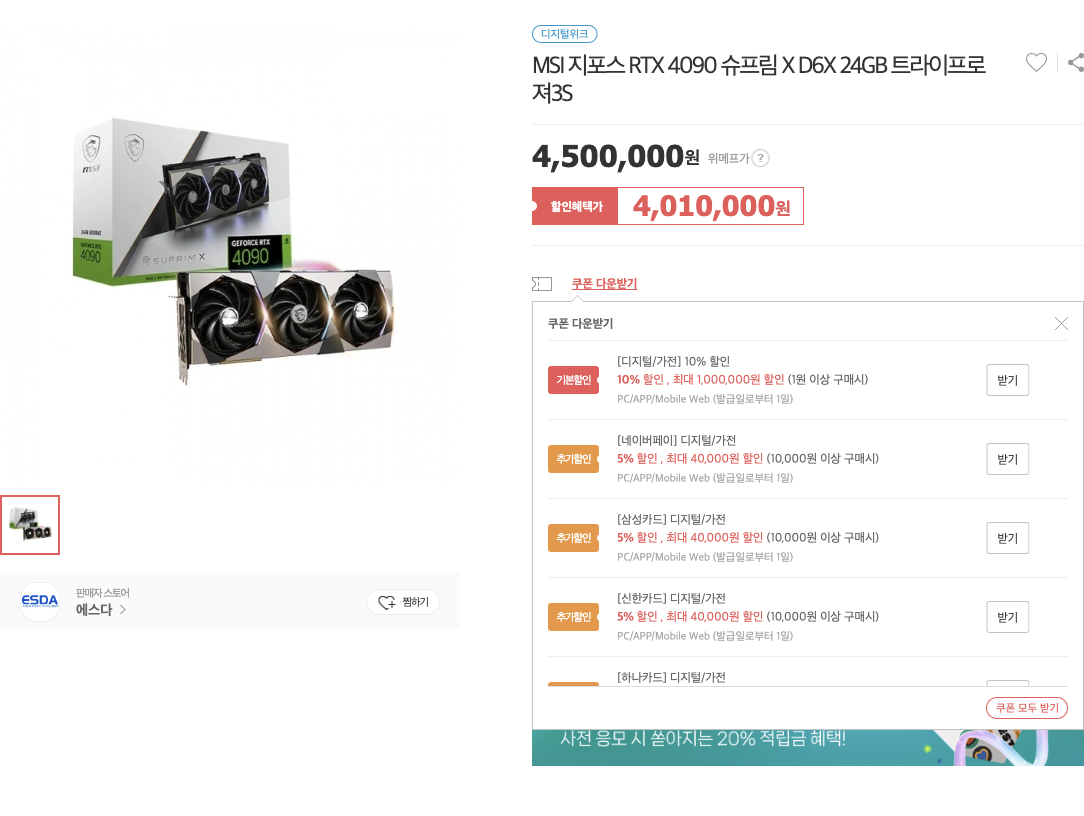 디지털위크
MSI 지포스 RTX 4090 슈프림 X D6X 24GB 트라이프로
져3S
4,500,000원 위메프가 ?
할인혜택가 4,010,000원
쿠폰 다운받기
쿠폰 다운받기
기본할인
[디지털/가전] 10% 할인
10% 할인 , 최대 1,000,000원 할인 (1원 이상 구매시)
PC/APP/Mobile Web (발급일로부터 1일)
받기
추가할인
[네이버페이] 디지털/가전
5% 할인 , 최대 40,000원 할인 (10,000원 이상 구매시)
PC/APP/Mobile Web (발급일로부터 1일)
받기
추가할인
[삼성카드] 디지털/가전
5% 할인 , 최대 40,000원 할인 (10,000원 이상 구매시)
PC/APP/Mobile Web (발급일로부터 1일)
받기
추가할인
[신한카드] 디지털/가전
5% 할인 , 최대 40,000원 할인 (10,000원 이상 구매시)
PC/APP/Mobile Web (발급일로부터 1일)
받기
[하나카드] 디지털/가전
쿠폰 모두 받기
사전 응모 시 쏟아지는 20% 적립금 혜택!
msi
SUPRIM X
GEFORCE RTX
4090
GEFORCE RTX
4090
ESDA
판매자 스토어
에스다
찜하기